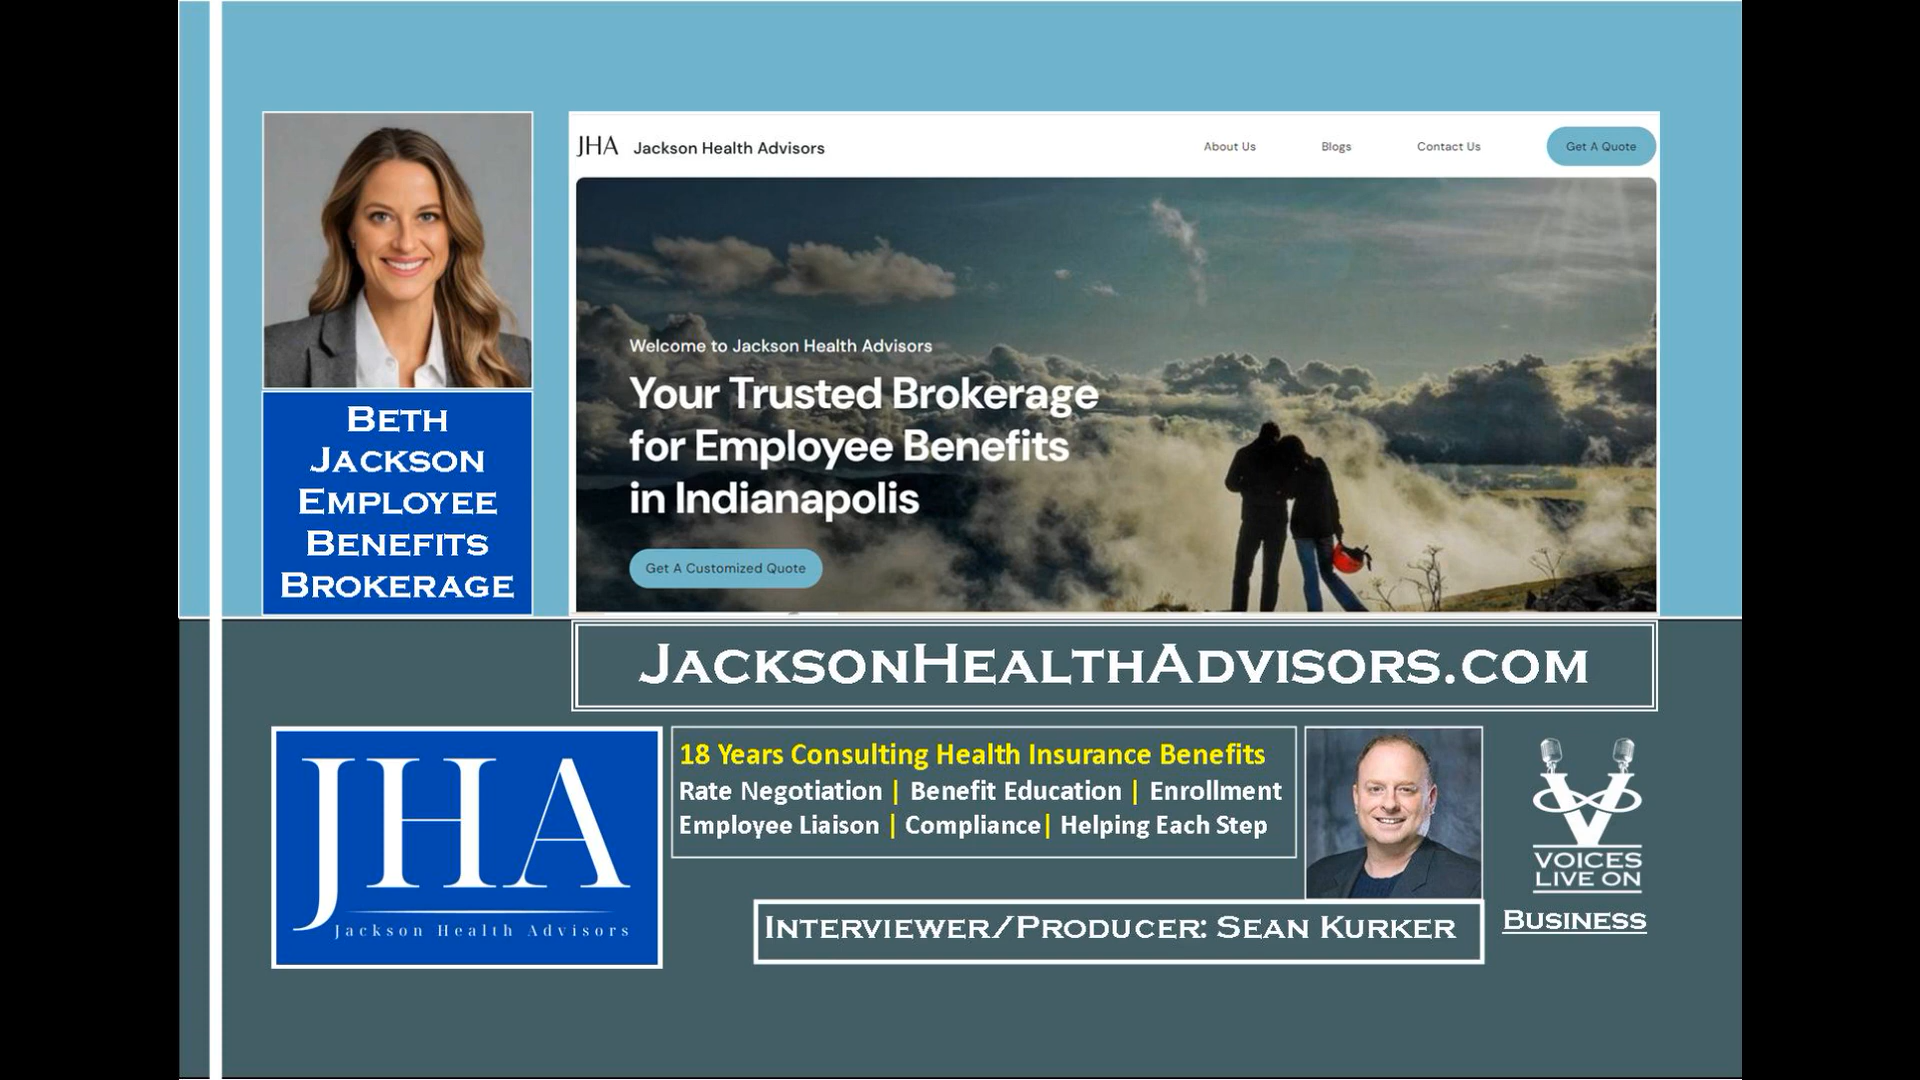 JHA Jackson Health Advisors About Us Blogs Contact Us Get A Quote
Welcome to Jackson Health Advisors
Your Trusted Brokerage
for Employee Benefits
in Indianapolis
Get A Customized Quote
BETH
JACKSON
EMPLOYEE
BENEFITS
BROKERAGE
JACKSONHEALTHADVISORS.COM
JHA
Jackson Health Advisors
18 Years Consulting Health Insurance Benefits
Rate Negotiation | Benefit Education | Enrollment
Employee Liaison | Compliance| Helping Each Step
INTERVIEWER/PRODUCER: SEAN KURKER
V
VOICES
LIVE ON
BUSINESS